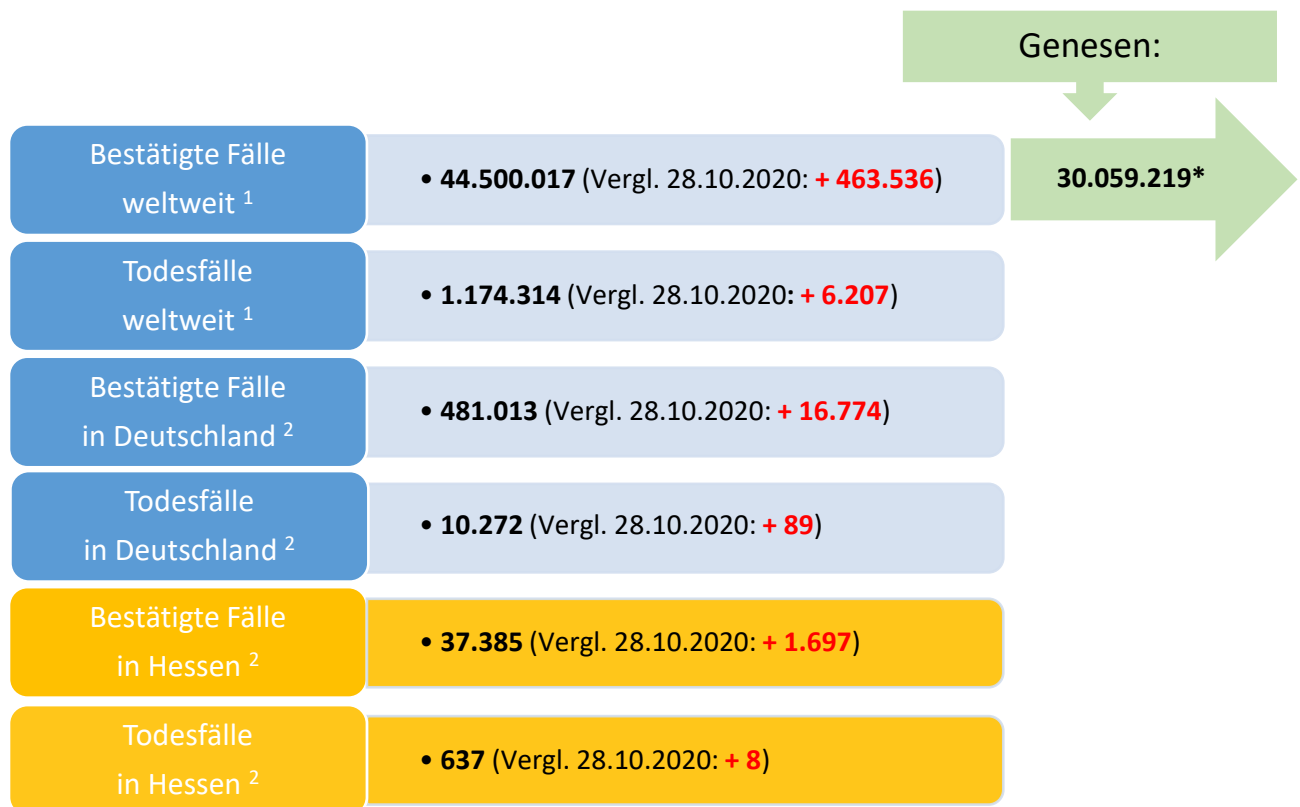 Genesen:
Bestätigte Fälle
weltweit ¹
• 44.500.017 (Vergl. 28.10.2020: + 463.536)
30.059.219*
Todesfälle
weltweit ¹
• 1.174.314 (Vergl. 28.10.2020: + 6.207)
Bestätigte Fälle
in Deutschland ²
• 481.013 (Vergl. 28.10.2020: + 16.774)
Todesfälle
in Deutschland ²
• 10.272 (Vergl. 28.10.2020: + 89)
Bestätigte Fälle
in Hessen ²
• 37.385 (Vergl. 28.10.2020: + 1.697)
Todesfälle
in Hessen ²
• 637 (Vergl. 28.10.2020: + 8)